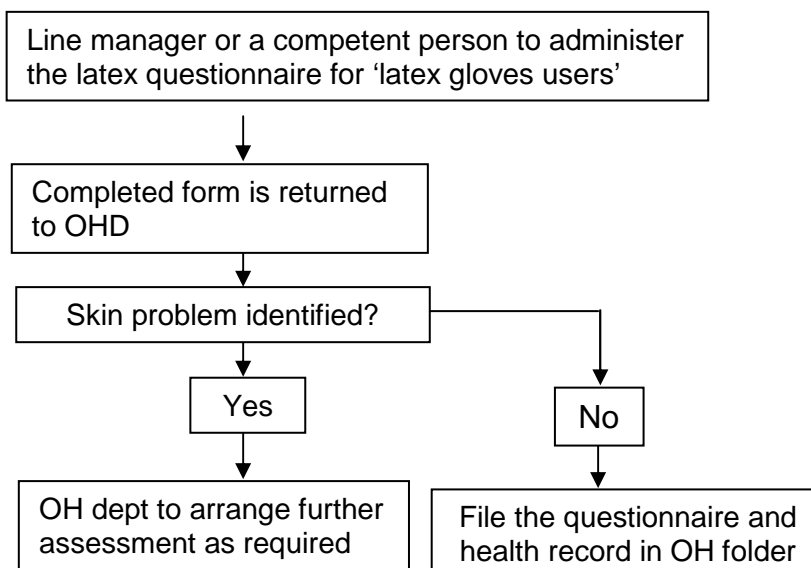 Line manager or a competent person to administer
the latex questionnaire for ‘latex gloves users’
Completed form is returned
to OHD
Skin problem identified?
Yes
No
OH dept to arrange further
assessment as required
File the questionnaire and
health record in OH folder